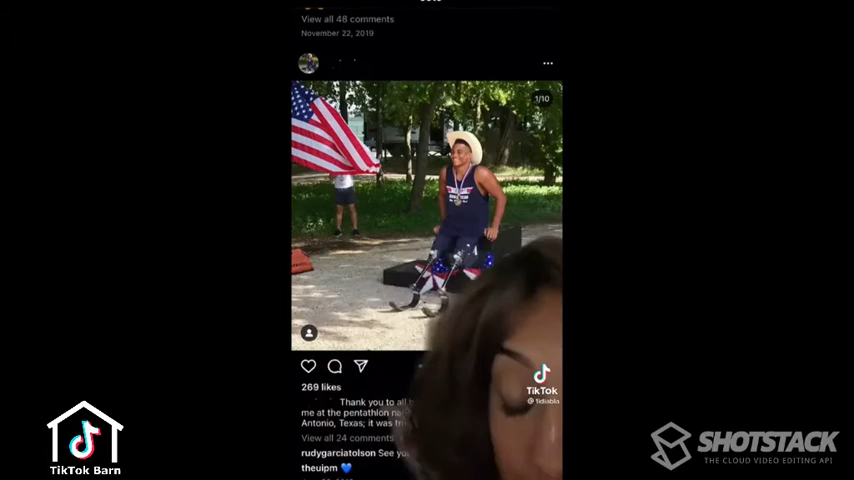 View all 48 comments
November 22, 2019
1/10
269 likes
Thank you to all
me at the pentathlon
Antonio, Texas; it was
View all 24 comments
rudygarciatolson See you
theuipm 💙
TikTok
@1idiabla
TikTok Barn
SHOTSTACK
THE CLOUD VIDEO EDITING API